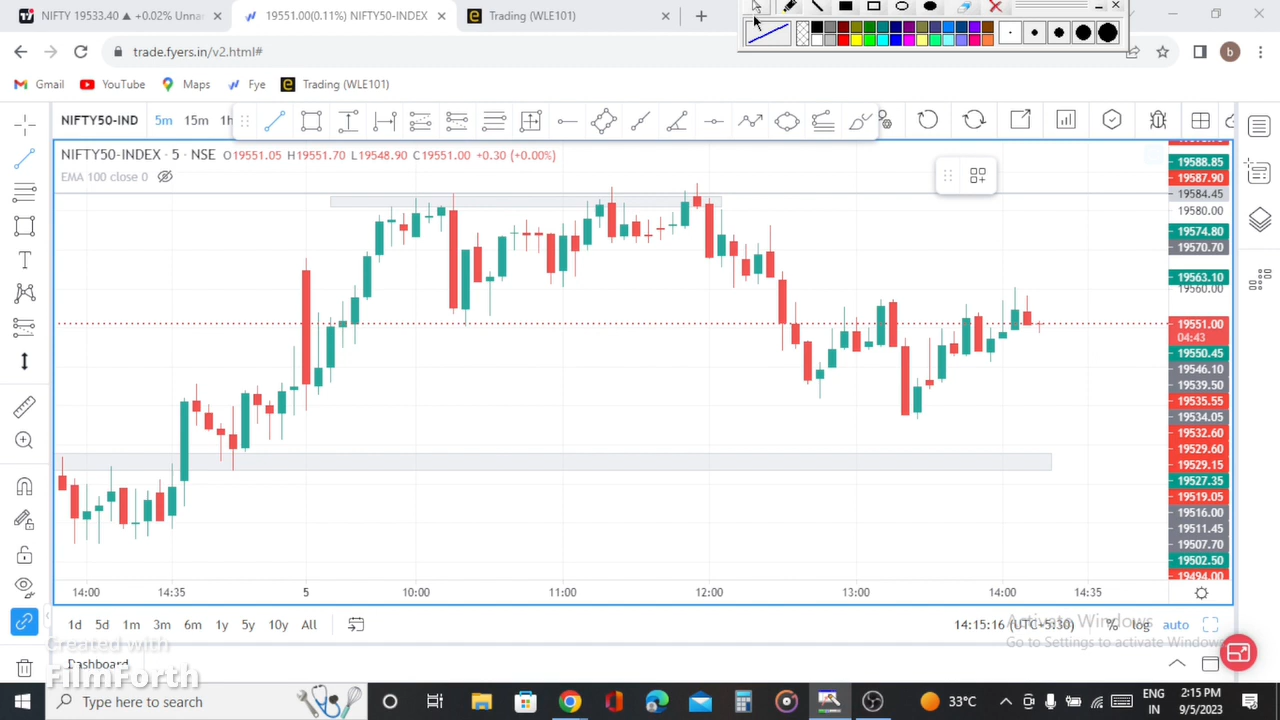 NIFTY 19533.40 ▲ +0.02% Unna
19551.00(0.11%) NIFTY50-INDEX
Trading (WLE101)
trade.fyers.in/v2.html#
b
Gmail
YouTube
Maps
Fye
Trading (WLE101)
NIFTY50-IND
5m
15m
1h
NIFTY50-INDEX · 5 · NSE O19551.05 H19551.70 L19548.90 C19551.00 +0.30 (+0.00%)
EMA 100 close 0
19588.85
19587.90
19584.45
19580.00
19574.80
19570.70
19563.10
19560.00
19551.00
04:43
19550.45
19546.10
19539.50
19535.55
19534.05
19532.60
19529.60
19529.15
19527.35
19519.05
19516.00
19511.45
19507.70
19502.50
19494.00
14:00 14:35 5 10:00 11:00 12:00 13:00 14:00 14:35
1d 5d 1m 3m 6m 1y 5y 10y All
14:15:16 (UTC+5:30) % log auto
Activate Windows
Go to Settings to activate Windows
Created with
Dashboard
Type here to search
33°C
ENG
IN
2:15 PM
9/5/2023